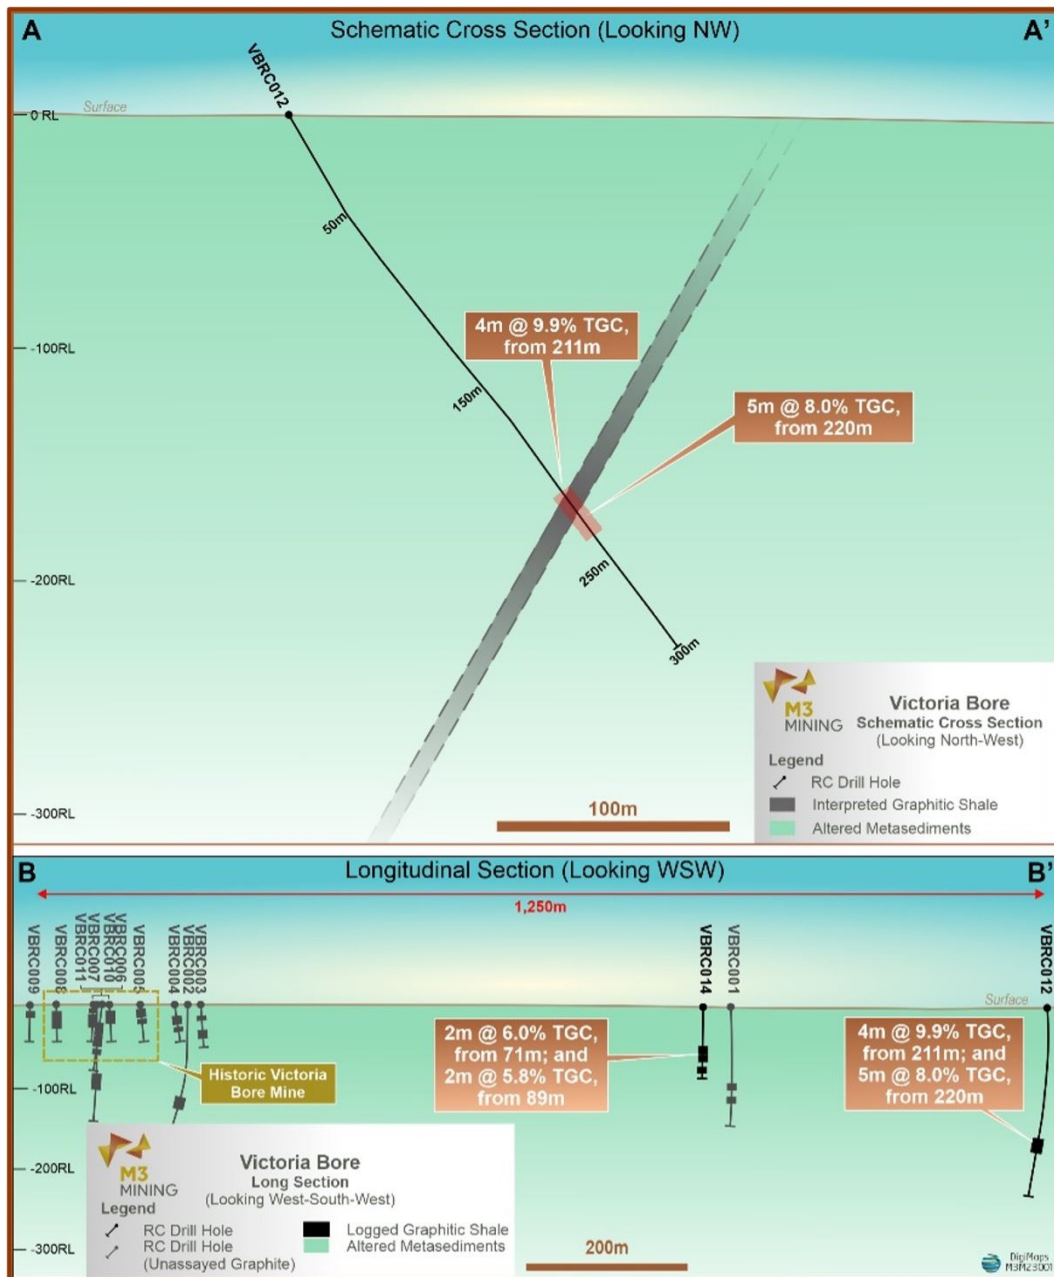 A
Schematic Cross Section (Looking NW)
A'
VBRC012
Surface
0 RL
50m
4m @ 9.9% TGC,
from 211m
-100RL
150m
5m @ 8.0% TGC,
from 220m
-200RL
250m
300m
M3
MINING
Victoria Bore
Schematic Cross Section
(Looking North-West)
Legend
RC Drill Hole
Interpreted Graphitic Shale
Altered Metasediments
-300RL
100m
B
Longitudinal Section (Looking WSW)
B'
1,250m
VBRC009
VBRC008
VBRC011
VBRC007
VBRC010
VBRC006
VBRC005
VBRC004
VBRC002
VBRC003
VBRC014
VBRC001
VBRC012
Surface
2m @ 6.0% TGC,
from 71m; and
2m @ 5.8% TGC,
from 89m
4m @ 9.9% TGC,
from 211m; and
5m @ 8.0% TGC,
from 220m
Historic Victoria
Bore Mine
-100RL
-200RL
-300RL
M3
MINING
Victoria Bore
Long Section
(Looking West-South-West)
Legend
RC Drill Hole
RC Drill Hole
(Unassayed Graphite)
Logged Graphitic Shale
Altered Metasediments
200m
DigiMaps
M3M23001